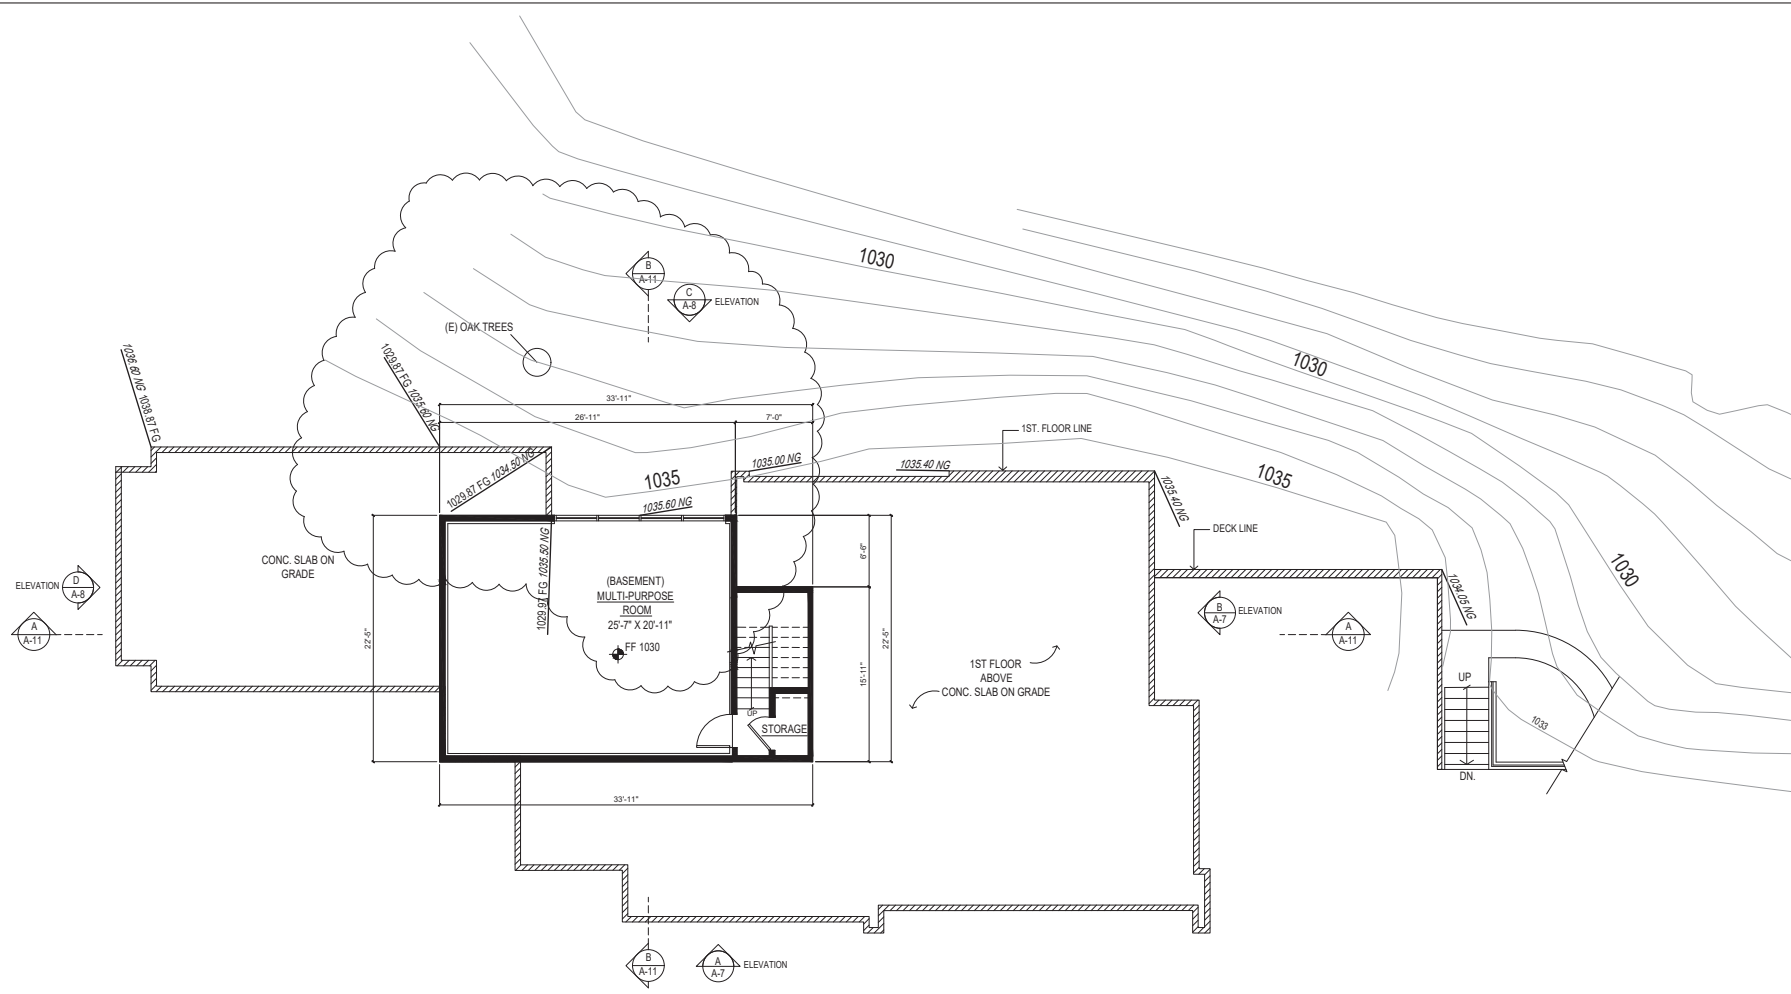 1030
B
A-11
C
A-8
ELEVATION
(E) OAK TREES
1036.60 NG 1038.87 FG
1029.87 FG 1035.60 NG
1030
33'-11"
26'-11"
7'-0"
1ST. FLOOR LINE
1029.87 FG 1034.50 NG
1035.00 NG
1035.40 NG
1035
1035
1035.60 NG
1035.40 NG
DECK LINE
CONC. SLAB ON
GRADE
1029.97 FG 1035.50 NG
6'-6"
1030
ELEVATION
D
A-8
(BASEMENT)
MULTI-PURPOSE
ROOM
25'-7" X 20'-11"
FF 1030
B
A-7
ELEVATION
1034.05 NG
A
A-11
A
A-11
22'-5"
22'-5"
15'-11"
1ST FLOOR
ABOVE
CONC. SLAB ON GRADE
UP
UP
STORAGE
1033
DN.
33'-11"
B
A-11
A
A-7
ELEVATION